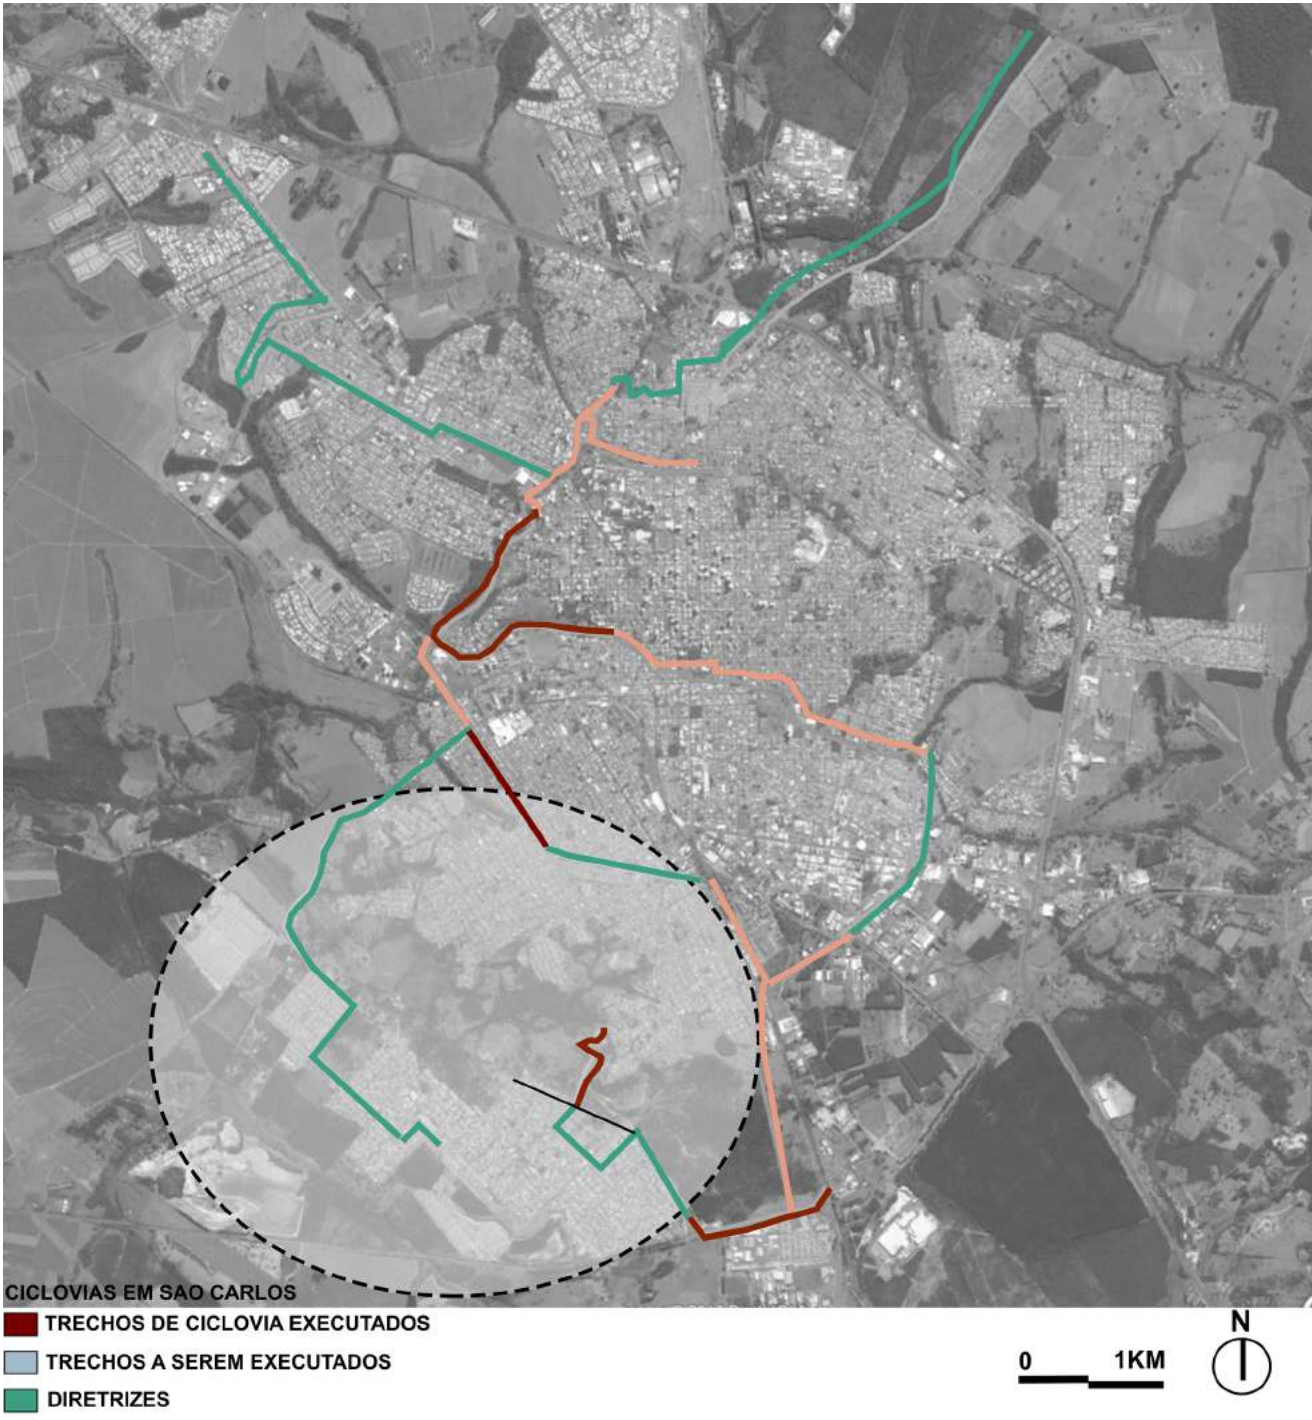 CICLOVIAS EM SAO CARLOS
TRECHOS DE CICLOVIA EXECUTADOS
TRECHOS A SEREM EXECUTADOS
DIRETRIZES
0 1KM
N